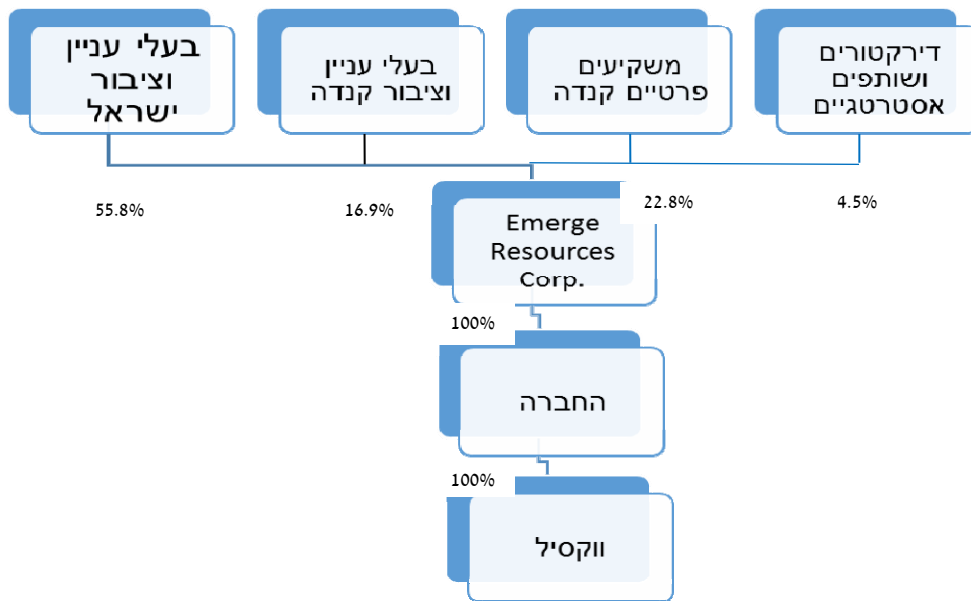 בעלי עניין
וציבור
ישראל
בעלי עניין
וציבור קנדה
משקיעים
פרטיים קנדה
דירקטורים
ושותפים
אסטרטגיים
55.8%
16.9%
22.8%
4.5%
Emerge
Resources
Corp.
100%
החברה
100%
ווקסיל